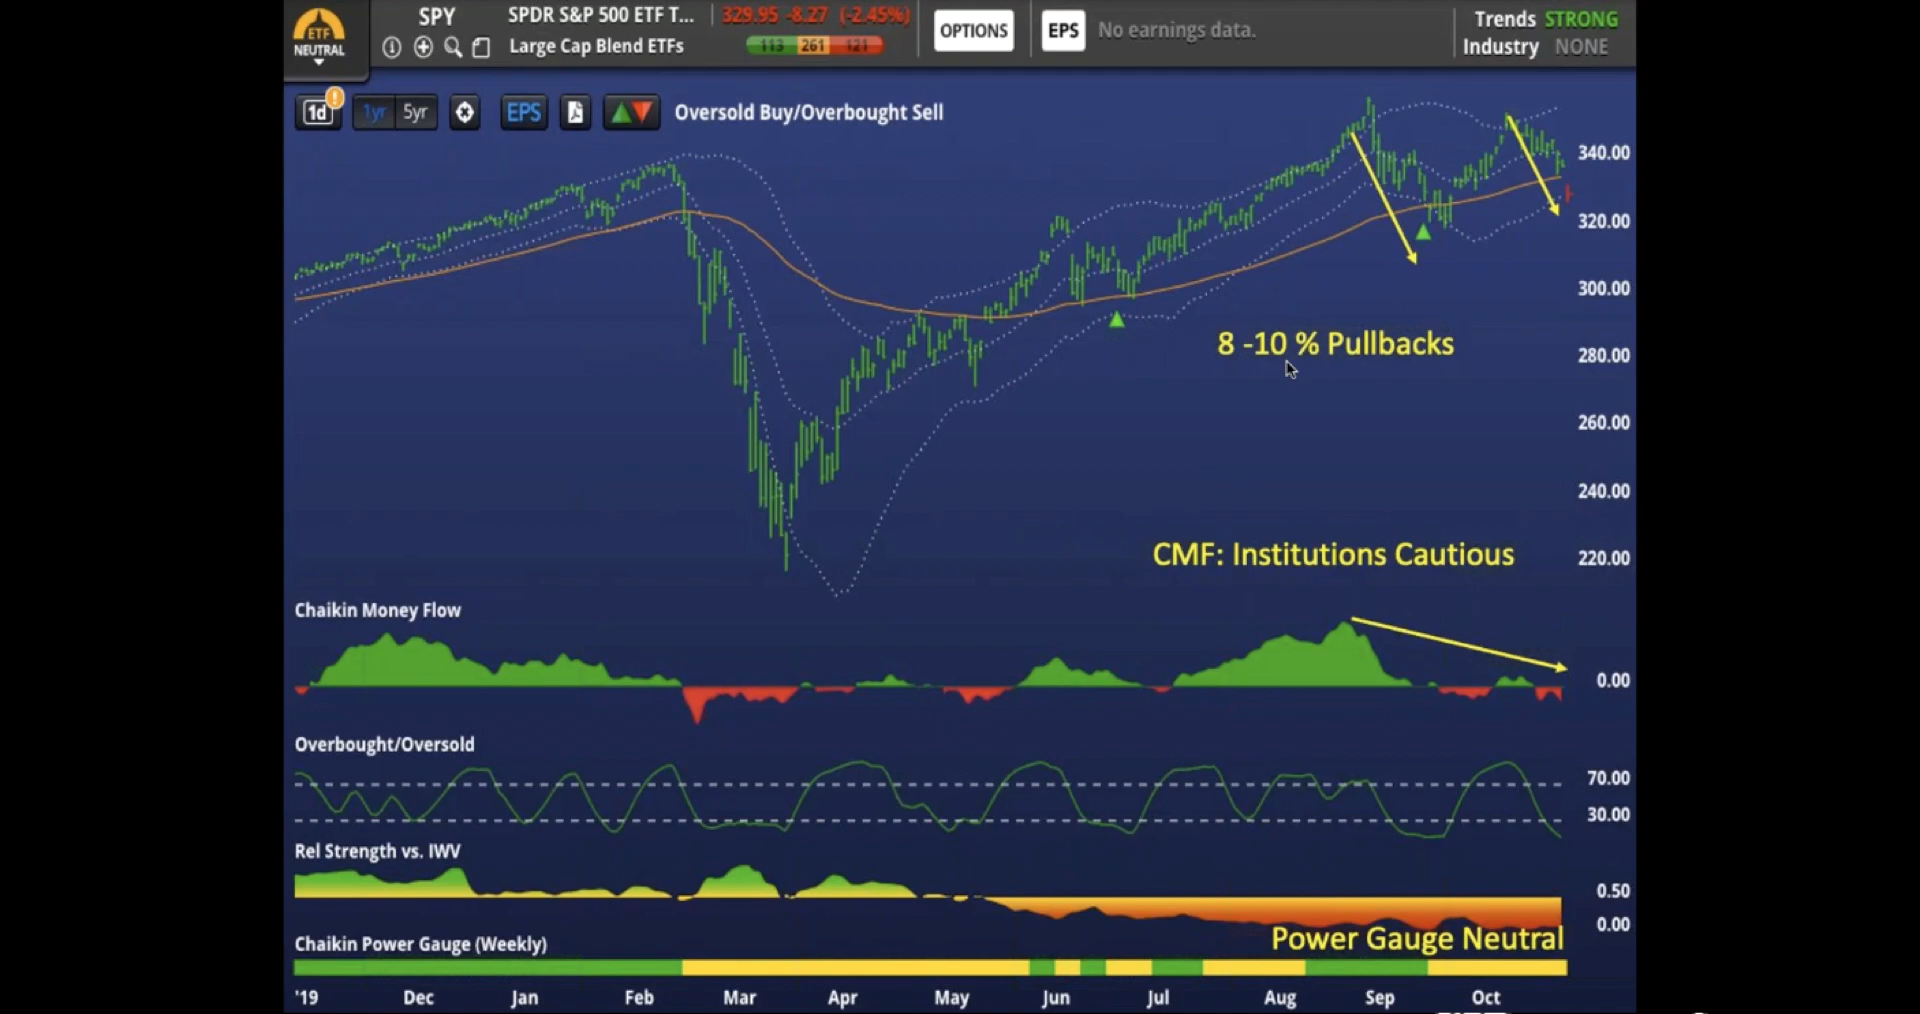 ETF
NEUTRAL
SPY
SPDR S&P 500 ETF T...
329.95 -8.27 (-2.45%)
Large Cap Blend ETFs
113 261 121
OPTIONS
EPS
No earnings data.
Trends STRONG
Industry NONE
1d
!
1yr
5yr
EPS
Oversold Buy/Overbought Sell
340.00
320.00
300.00
8 -10 % Pullbacks
280.00
260.00
240.00
CMF: Institutions Cautious
220.00
Chaikin Money Flow
0.00
Overbought/Oversold
70.00
30.00
Rel Strength vs. IWV
0.50
0.00
Power Gauge Neutral
Chaikin Power Gauge (Weekly)
'19 Dec Jan Feb Mar Apr May Jun Jul Aug Sep Oct